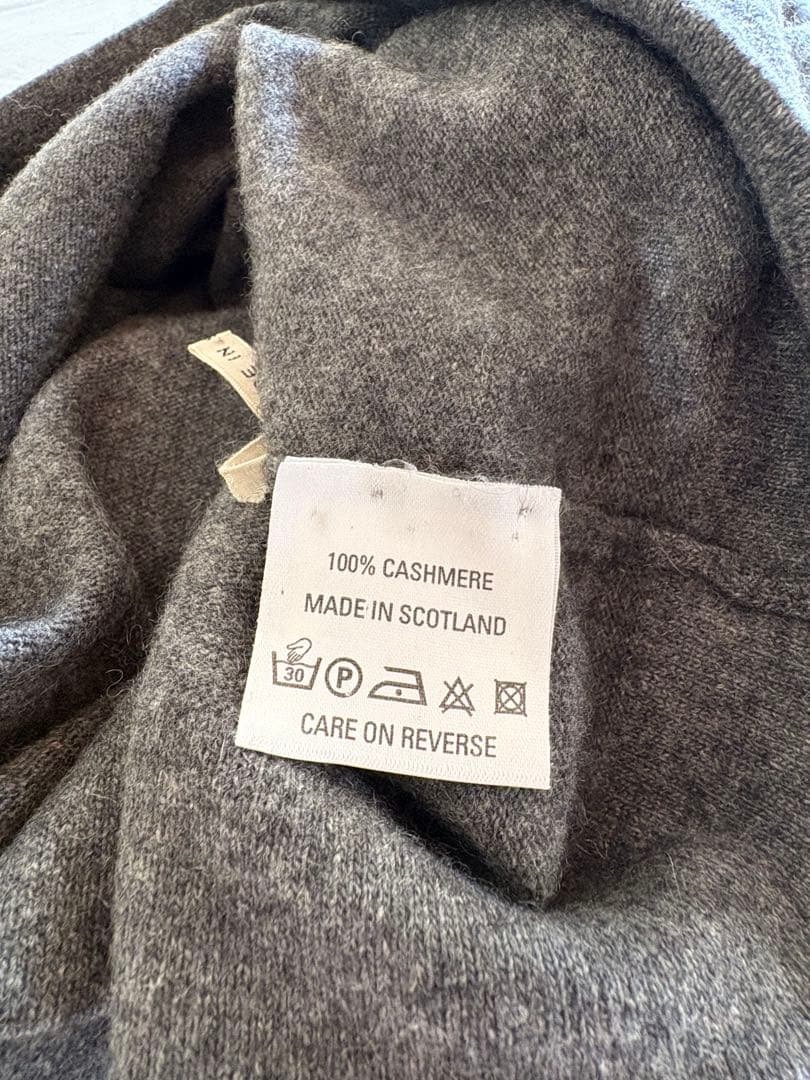 100% CASHMERE
MADE IN SCOTLAND
30 P
CARE ON REVERSE